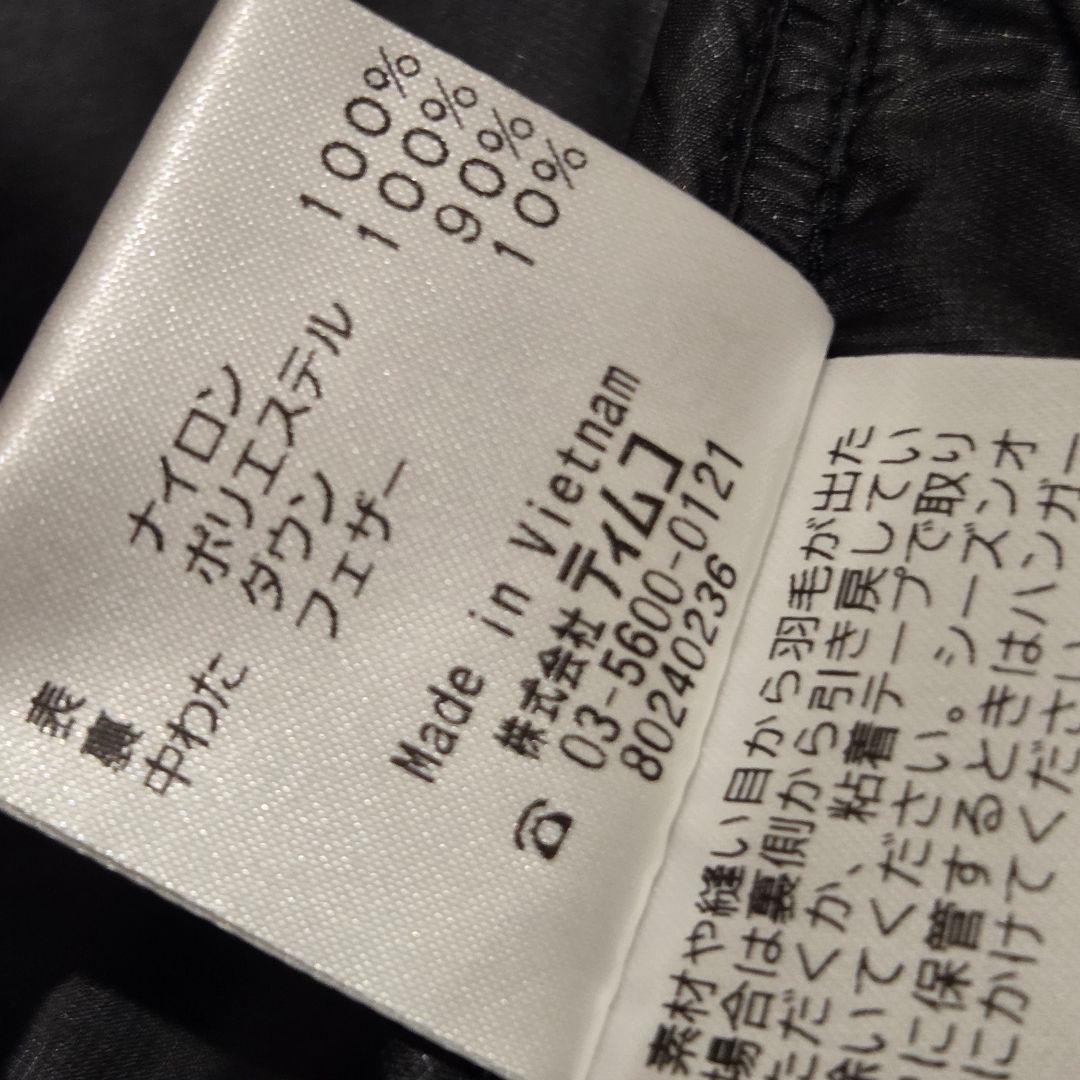 表 ナイロン 100%
裏 ポリエステル 100%
中わた ダウン 90%
フェザー 10%
Made in Vietnam
株式会社ティムコ
☎ 03-5600-0121
80240236
素材や縫い目から羽毛が出た
場合は裏側から引き戻してい
ただくか、粘着テープで取り
除いてください。シーズンオ
に保管するときはハンガー
にかけてください